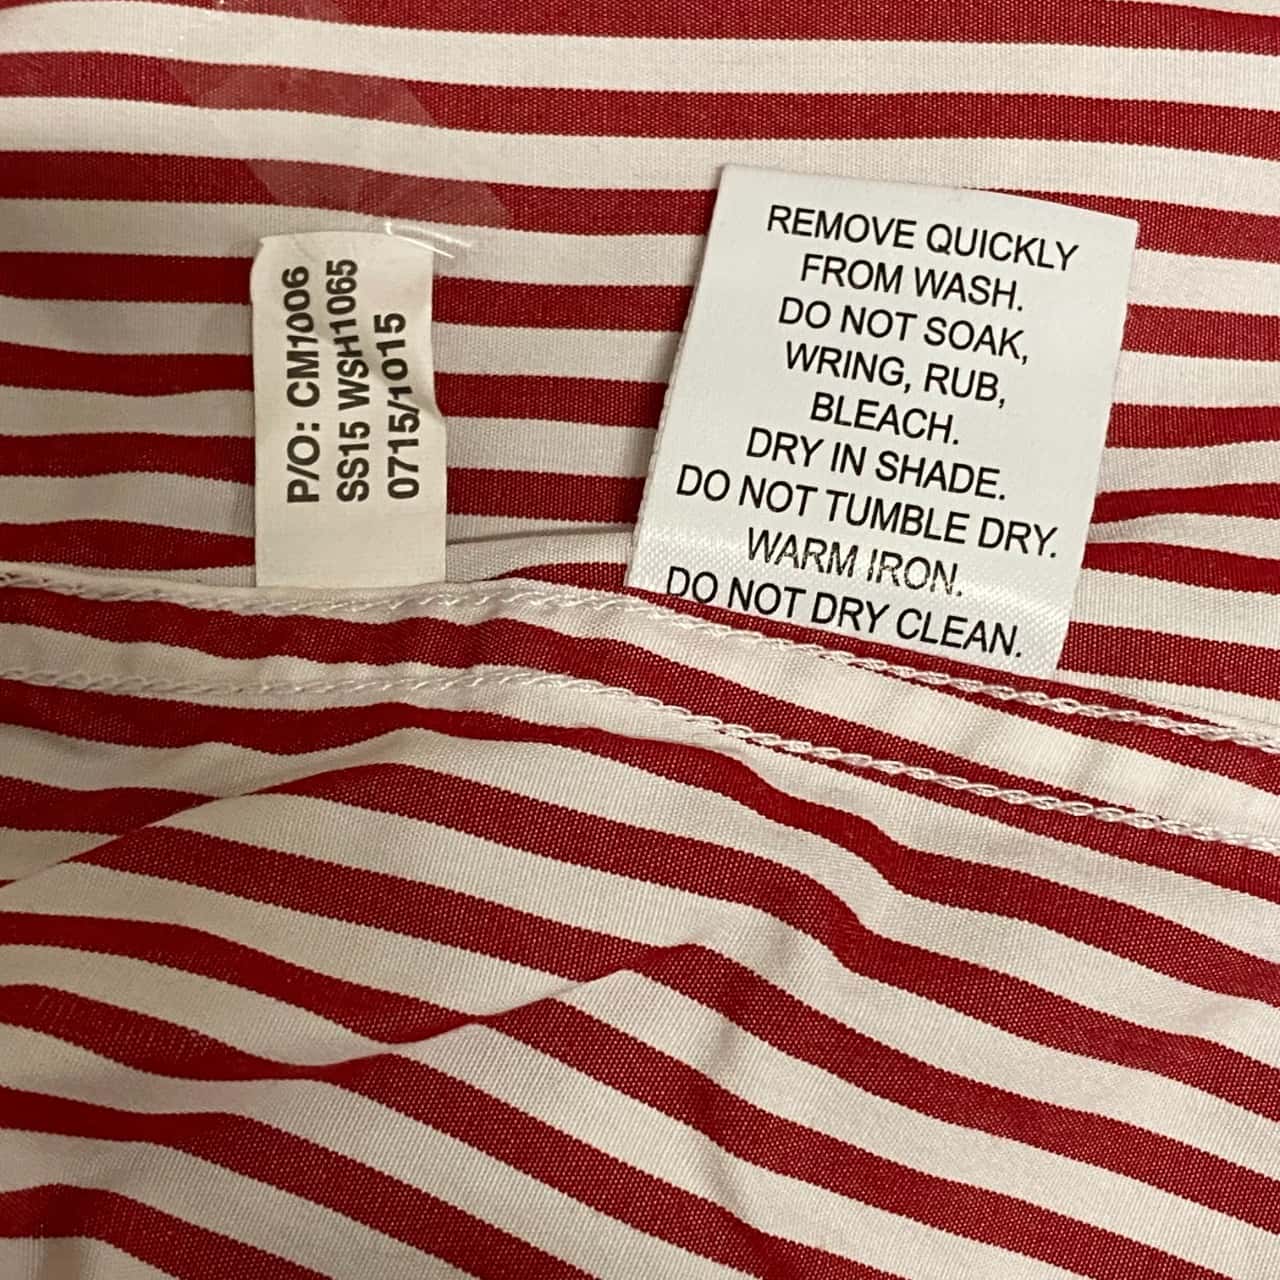 P/O: CM1006
SS15 WSH1065
0715/1015
REMOVE QUICKLY
FROM WASH.
DO NOT SOAK,
WRING, RUB,
BLEACH.
DRY IN SHADE.
DO NOT TUMBLE DRY.
WARM IRON.
DO NOT DRY CLEAN.